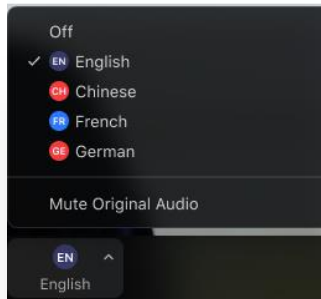 Off
EN English
CH Chinese
FR French
GE German
Mute Original Audio
EN
English